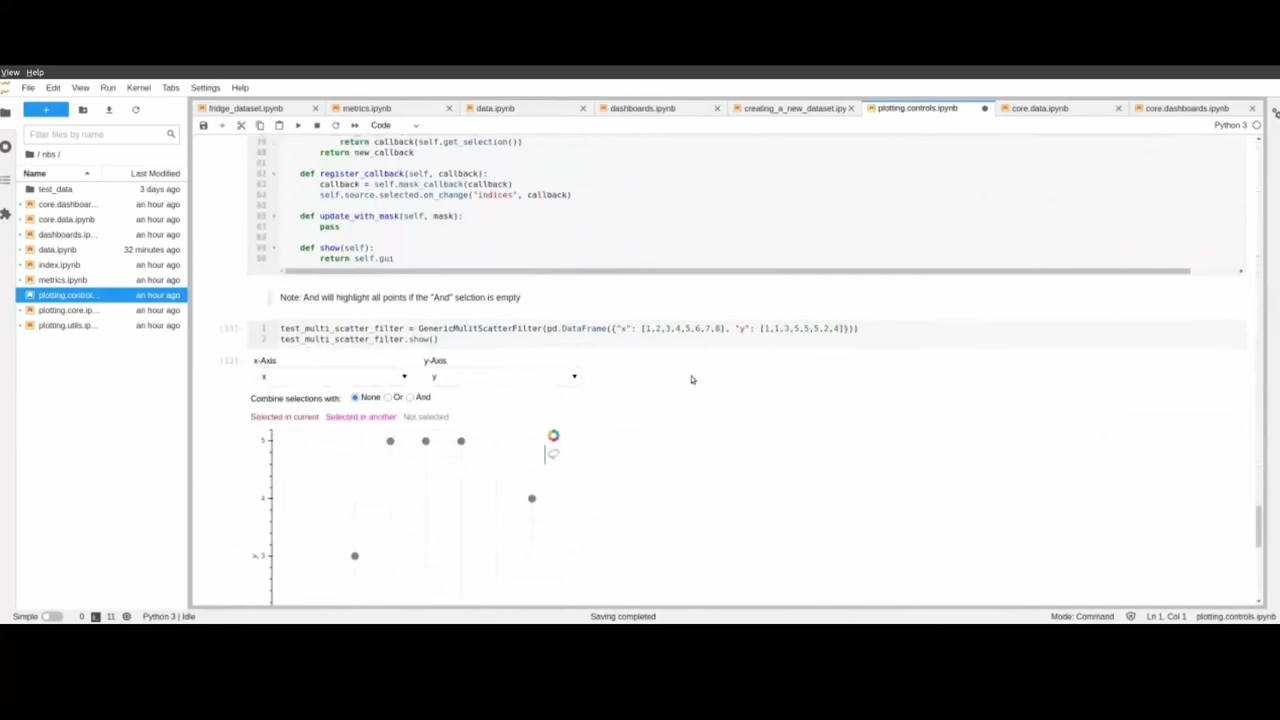 View Help
File Edit View Run Kernel Tabs Settings Help
fridge_dataset.ipynb metrics.ipynb data.ipynb dashboards.ipynb creating_a_new_dataset.ipy plotting.controls.ipynb core.data.ipynb core.dashboards.ipynb
Code
Python 3
Filter files by name
/ nbs /
Name Last Modified
test_data 3 days ago
core.dashboar... an hour ago
core.data.ipynb an hour ago
dashboards.ip... an hour ago
data.ipynb 32 minutes ago
index.ipynb an hour ago
metrics.ipynb an hour ago
plotting.control... an hour ago
plotting.core.ip... an hour ago
plotting.utils.ip... an hour ago
return callback(self.get_selection())
return new_callback
def register_callback(self, callback):
callback = self.mask_callback(callback)
self.source.selected.on_change("indices", callback)
def update_with_mask(self, mask):
pass
def show(self):
return self.gui
Note: And will highlight all points if the "And" selction is empty
1 test_multi_scatter_filter = GenericMulitScatterFilter(pd.DataFrame({"x": [1,2,3,4,5,6,7,8], "y": [1,1,3,5,5,5,2,4]}))
2 test_multi_scatter_filter.show()
x-Axis y-Axis
x y
Combine selections with: None Or And
Selected in current Selected in another Not selected
5
4
3
y
Simple 0 11 Python 3 | Idle Saving completed Mode: Command Ln 1, Col 1 plotting.controls.ipynb